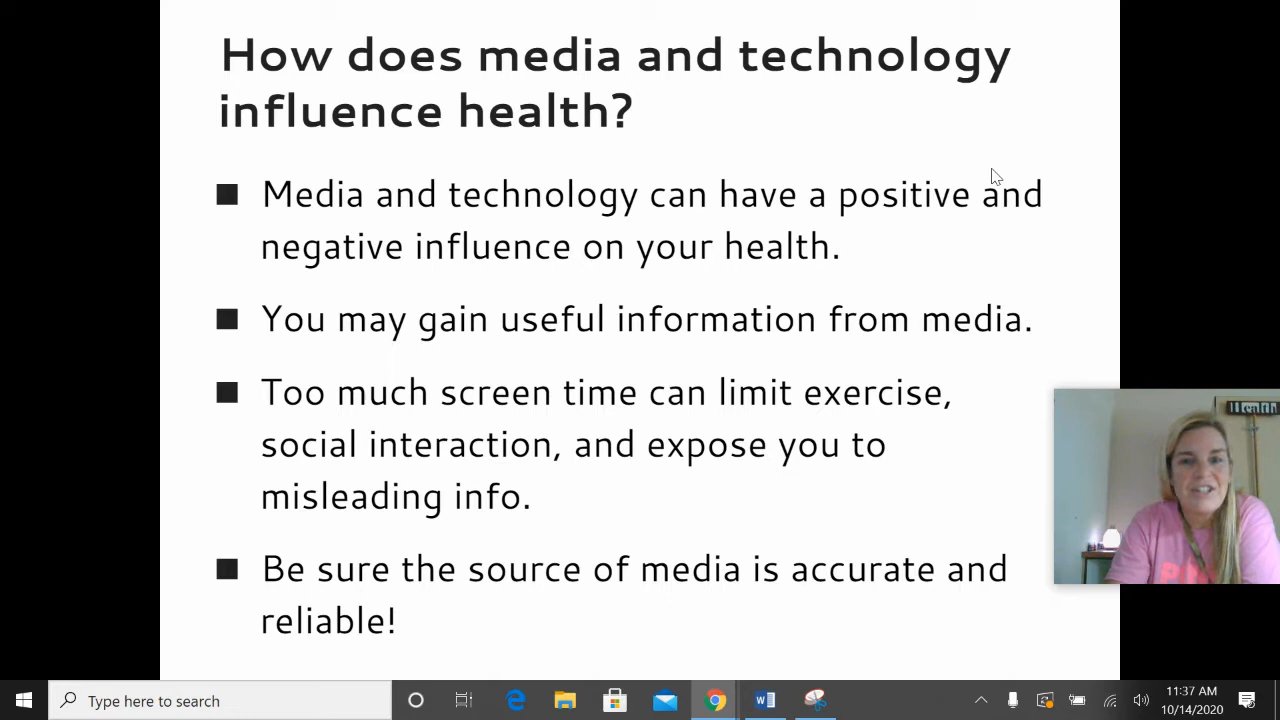 How does media and technology
influence health?
■ Media and technology can have a positive and
negative influence on your health.
■ You may gain useful information from media.
■ Too much screen time can limit exercise,
social interaction, and expose you to
misleading info.
■ Be sure the source of media is accurate and
reliable!
Health
Type here to search
11:37 AM
10/14/2020